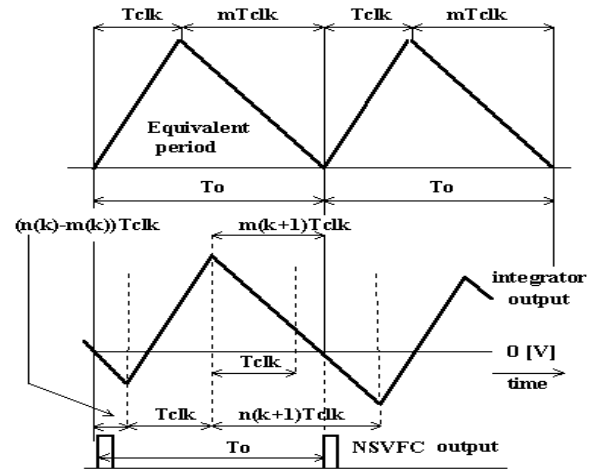 Tclk mTclk Tclk mTclk
Equivalent
period
To To
(n(k)-m(k))Tclk m(k+1)Tclk
integrator
output
0 [V]
Tclk
time
Tclk n(k+1)Tclk
To NSVFC output